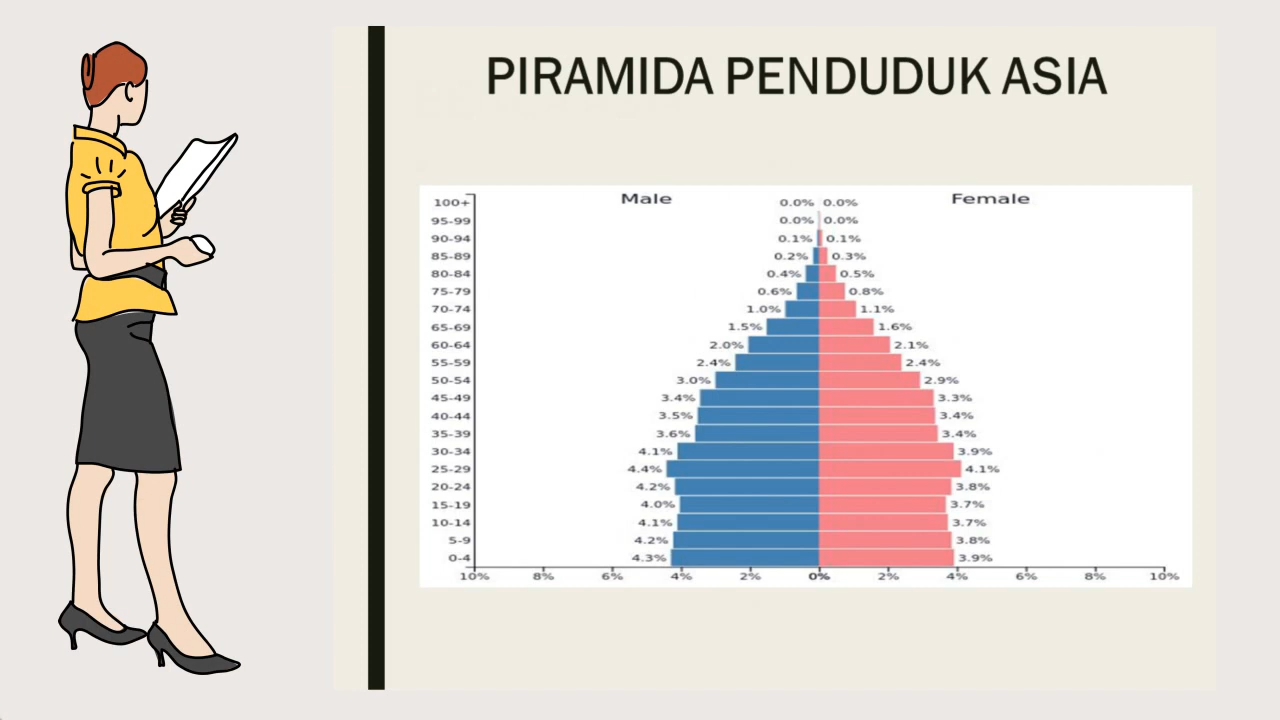 PIRAMIDA PENDUDUK ASIA
Male Female
100+ 0.0% 0.0%
95-99 0.0% 0.0%
90-94 0.1% 0.1%
85-89 0.2% 0.3%
80-84 0.4% 0.5%
75-79 0.6% 0.8%
70-74 1.0% 1.1%
65-69 1.5% 1.6%
60-64 2.0% 2.1%
55-59 2.4% 2.4%
50-54 3.0% 2.9%
45-49 3.4% 3.3%
40-44 3.5% 3.4%
35-39 3.6% 3.4%
30-34 4.1% 3.9%
25-29 4.4% 4.1%
20-24 4.2% 3.8%
15-19 4.0% 3.7%
10-14 4.1% 3.7%
5-9 4.2% 3.8%
0-4 4.3% 3.9%
10% 8% 6% 4% 2% 0% 2% 4% 6% 8% 10%